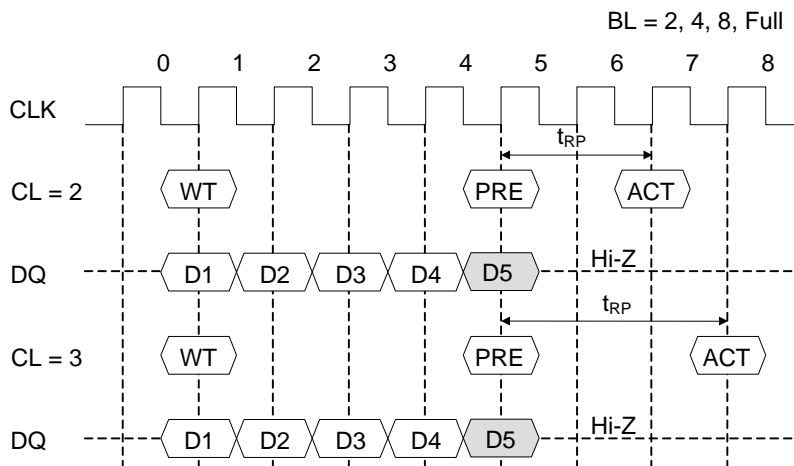 BL = 2, 4, 8, Full
0 1 2 3 4 5 6 7 8
CLK
tRP
CL = 2 WT PRE ACT
DQ D1 D2 D3 D4 D5 Hi-Z
tRP
CL = 3 WT PRE ACT
DQ D1 D2 D3 D4 D5 Hi-Z